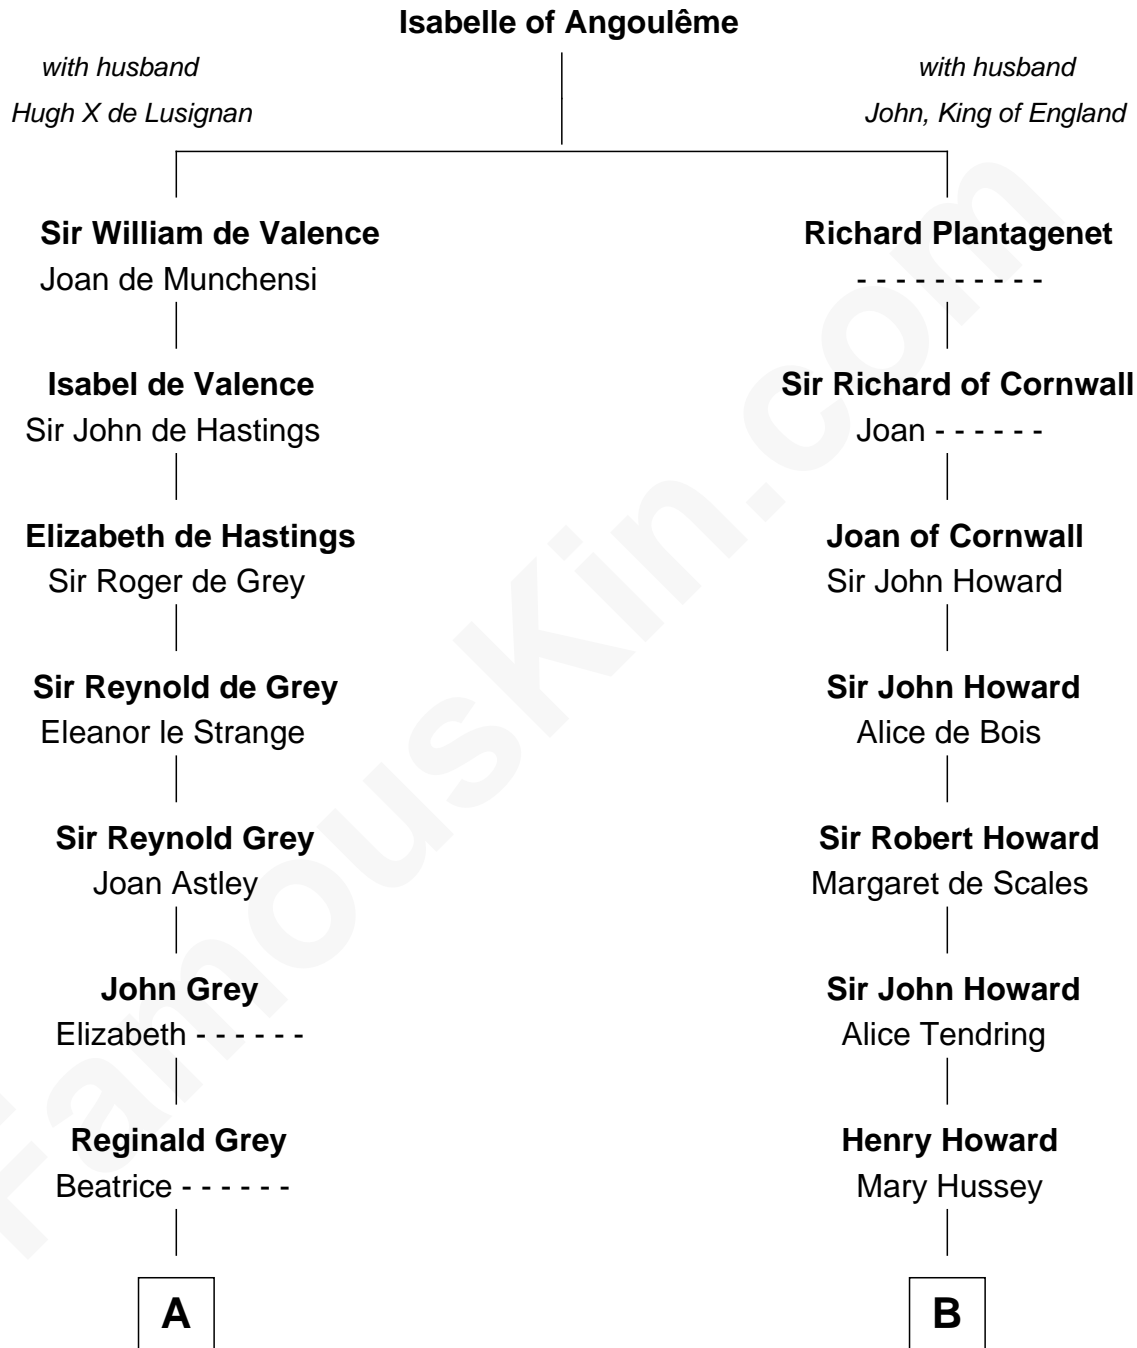 Isabelle of Angoulême
with husband
Hugh X de Lusignan
with husband
John, King of England
Sir William de Valence
Joan de Munchensi
Richard Plantagenet
- - - - - - - - - -
Isabel de Valence
Sir John de Hastings
Sir Richard of Cornwall
Joan - - - - - -
Elizabeth de Hastings
Sir Roger de Grey
Joan of Cornwall
Sir John Howard
Sir Reynold de Grey
Eleanor le Strange
Sir John Howard
Alice de Bois
Sir Reynold Grey
Joan Astley
Sir Robert Howard
Margaret de Scales
John Grey
Elizabeth - - - - - -
Sir John Howard
Alice Tendring
Reginald Grey
Beatrice - - - - - -
Henry Howard
Mary Hussey
A
B
FamousKin.com